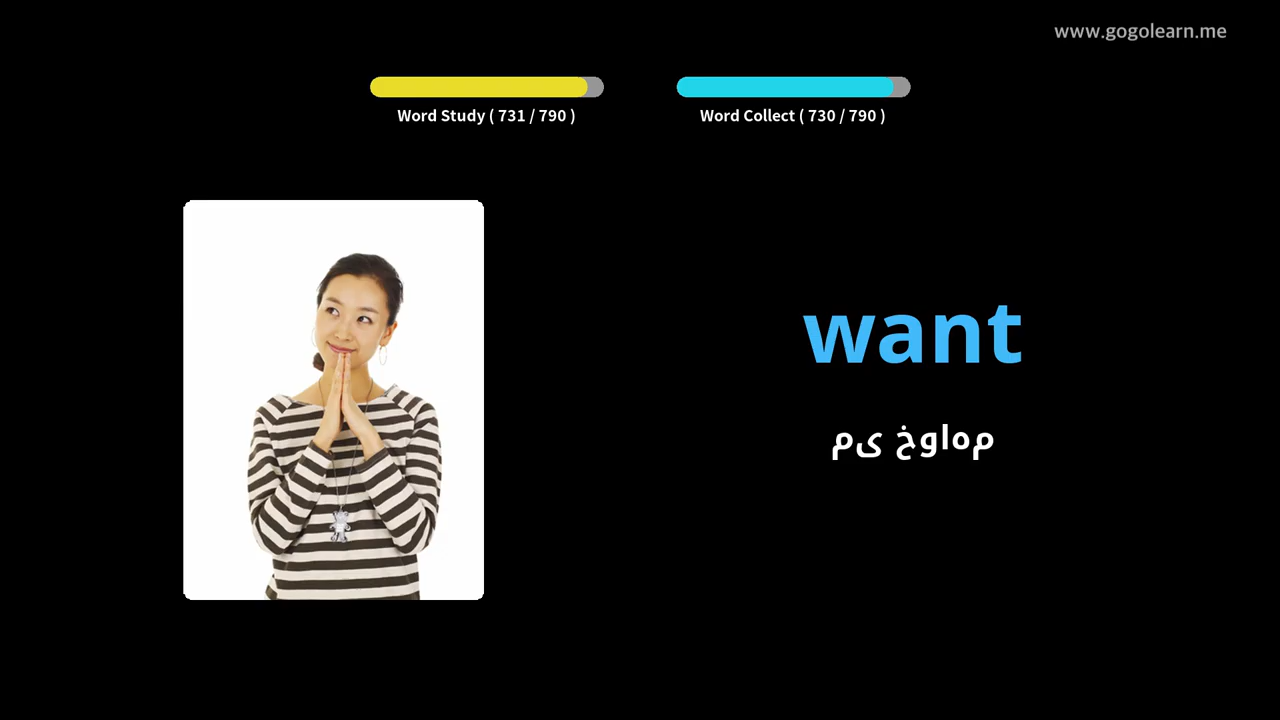 www.gogolearn.me
Word Study ( 731 / 790 )
Word Collect ( 730 / 790 )
want
می خواهم